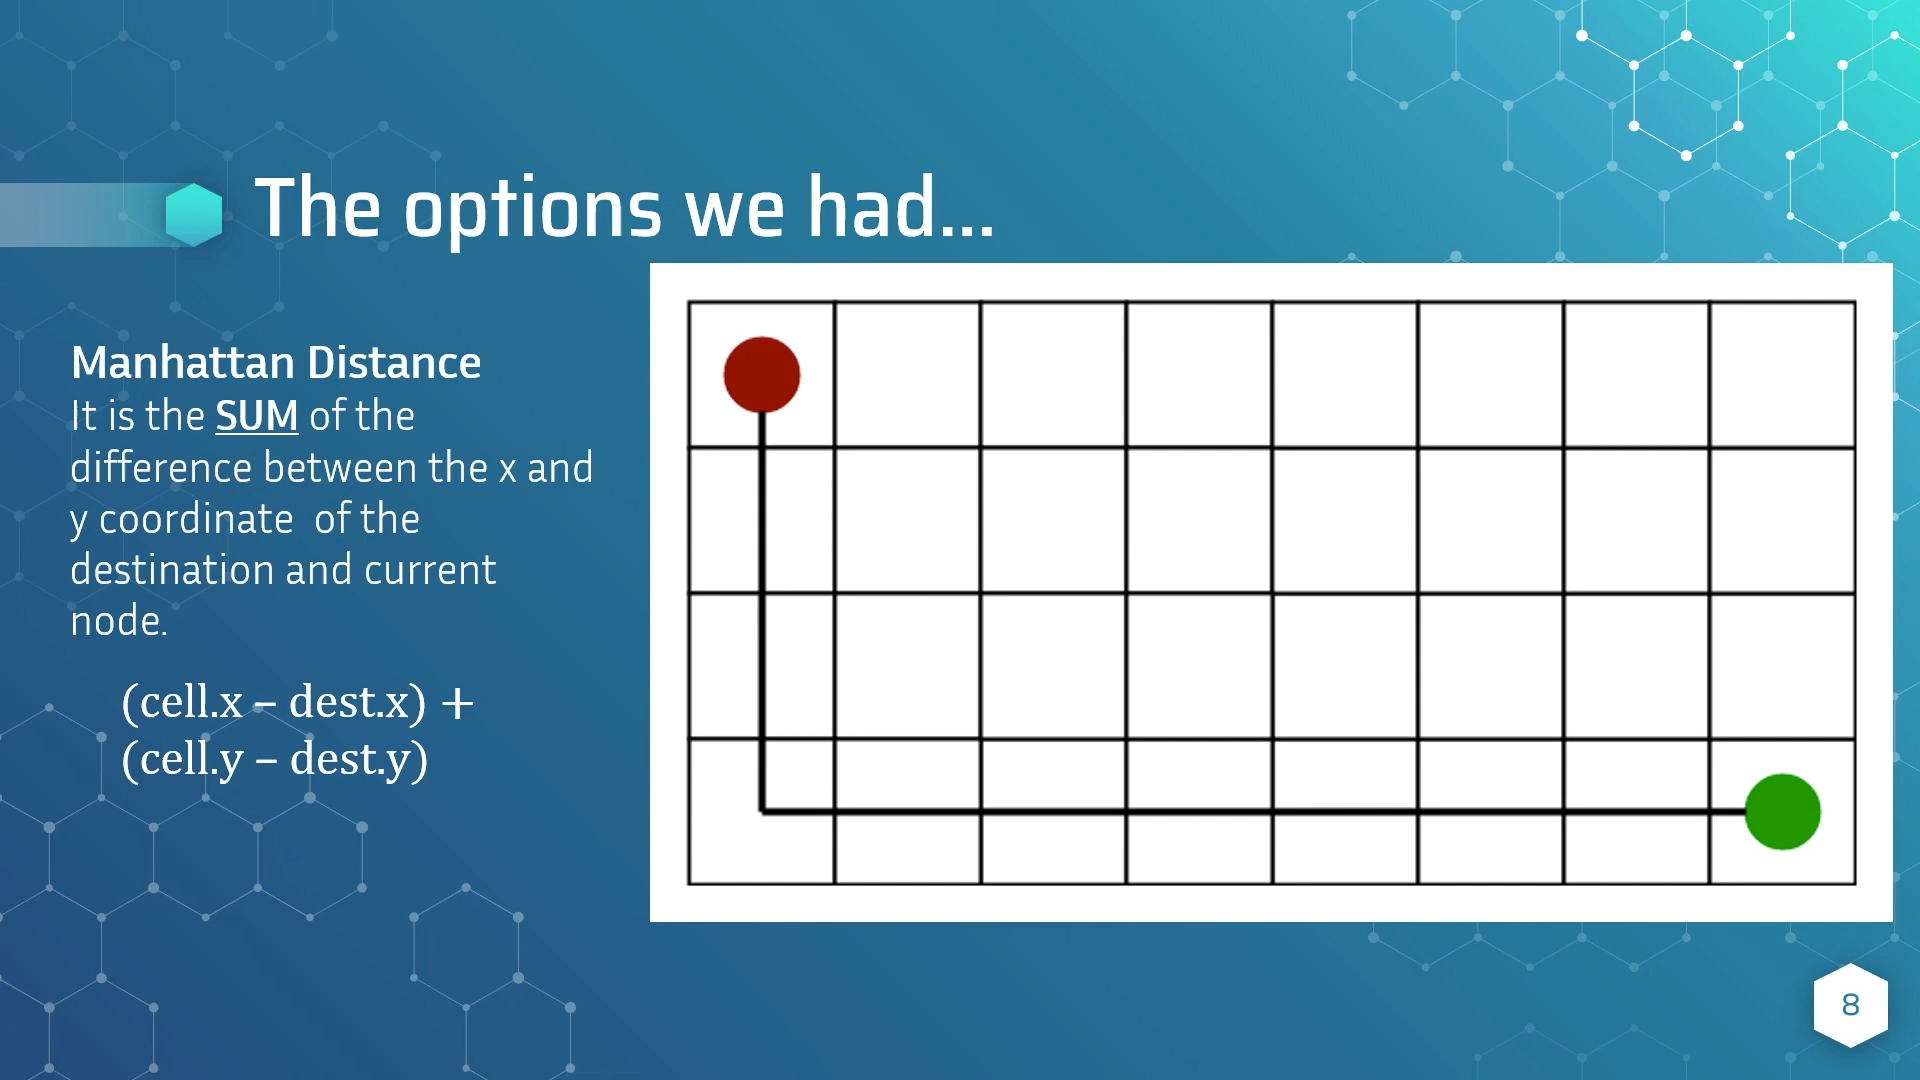 The options we had...
Manhattan Distance
It is the SUM of the
difference between the x and
y coordinate  of the
destination and current
node.
(cell.x – dest.x) +
(cell.y – dest.y)
8